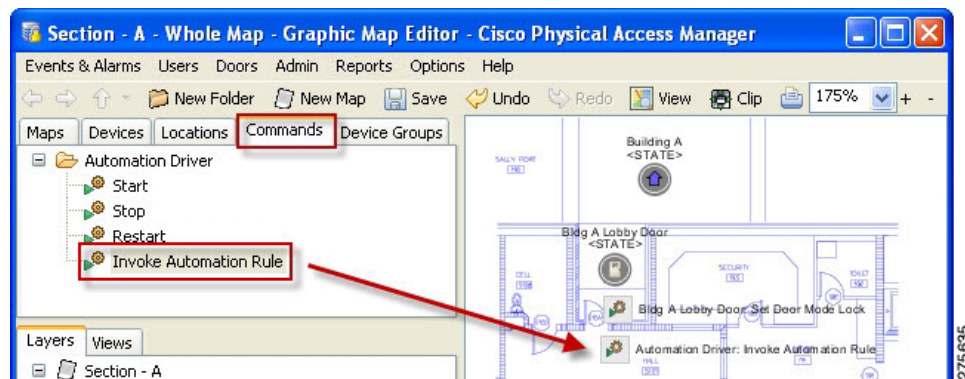 Section - A - Whole Map - Graphic Map Editor - Cisco Physical Access Manager
Events & Alarms Users Doors Admin Reports Options Help
New Folder New Map Save Undo Redo View Clip 175% + -
Maps Devices Locations Commands Device Groups
Automation Driver
Start
Stop
Restart
Invoke Automation Rule
Layers Views
Section - A
Building A
<STATE>
SALLY PORT
Bldg A Lobby Door
<STATE>
CELL
SECURITY
TOILET
Bldg A Lobby Door: Set Door Mode Lock
Automation Driver: Invoke Automation Rule
HALL
275635